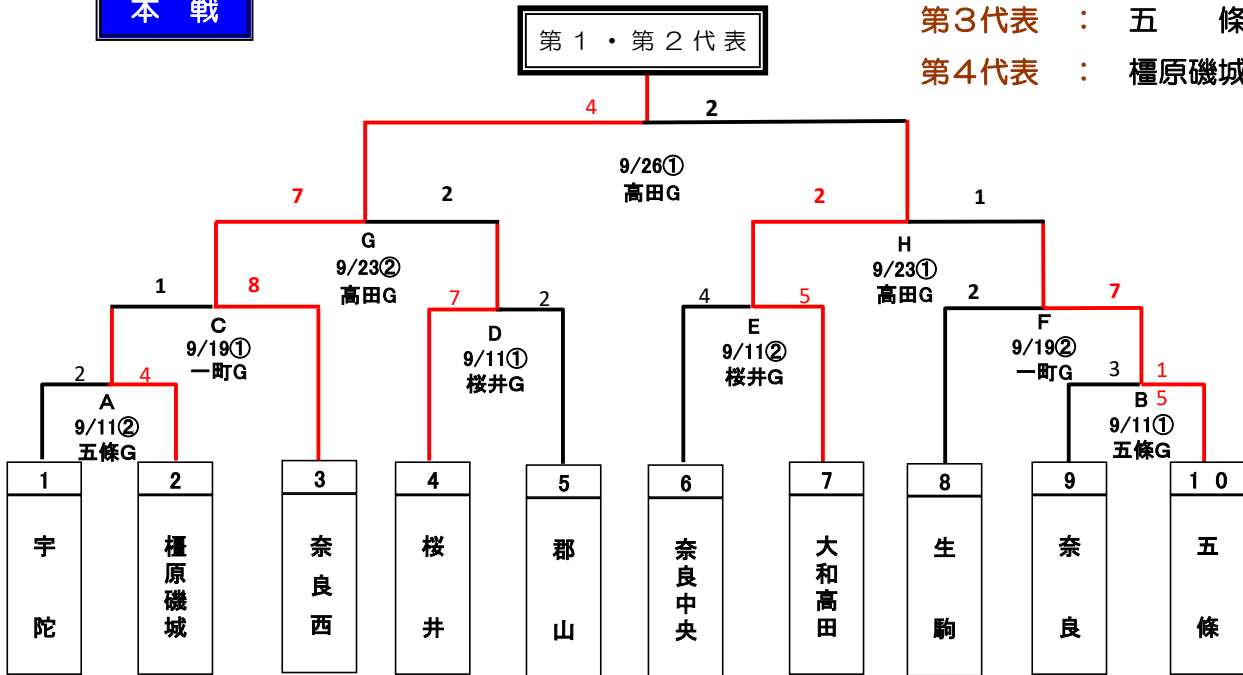 本 戦
第１・第２代表
第３代表 ： 五 條
第４代表 ： 橿原磯城
4 2
9/26①
高田G
7 2
2 1
G
9/23②
高田G
H
9/23①
高田G
1 8
7 2
4 5
2 7
C
9/19①
一町G
D
9/11①
桜井G
E
9/11②
桜井G
F
9/19②
一町G
2 4
3 15
A
9/11②
五條G
B
9/11①
五條G
1 2 3 4 5 6 7 8 9 10
宇陀
橿原磯城
奈良西
桜井
郡山
奈良中央
大和高田
生駒
奈良
五條